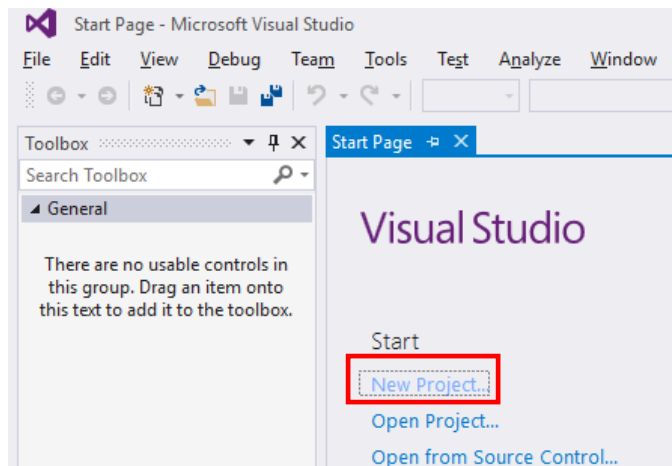 Start Page - Microsoft Visual Studio
File Edit View Debug Team Tools Test Analyze Window
Toolbox
Search Toolbox
General
There are no usable controls in
this group. Drag an item onto
this text to add it to the toolbox.
Start Page
Visual Studio
Start
New Project...
Open Project...
Open from Source Control...